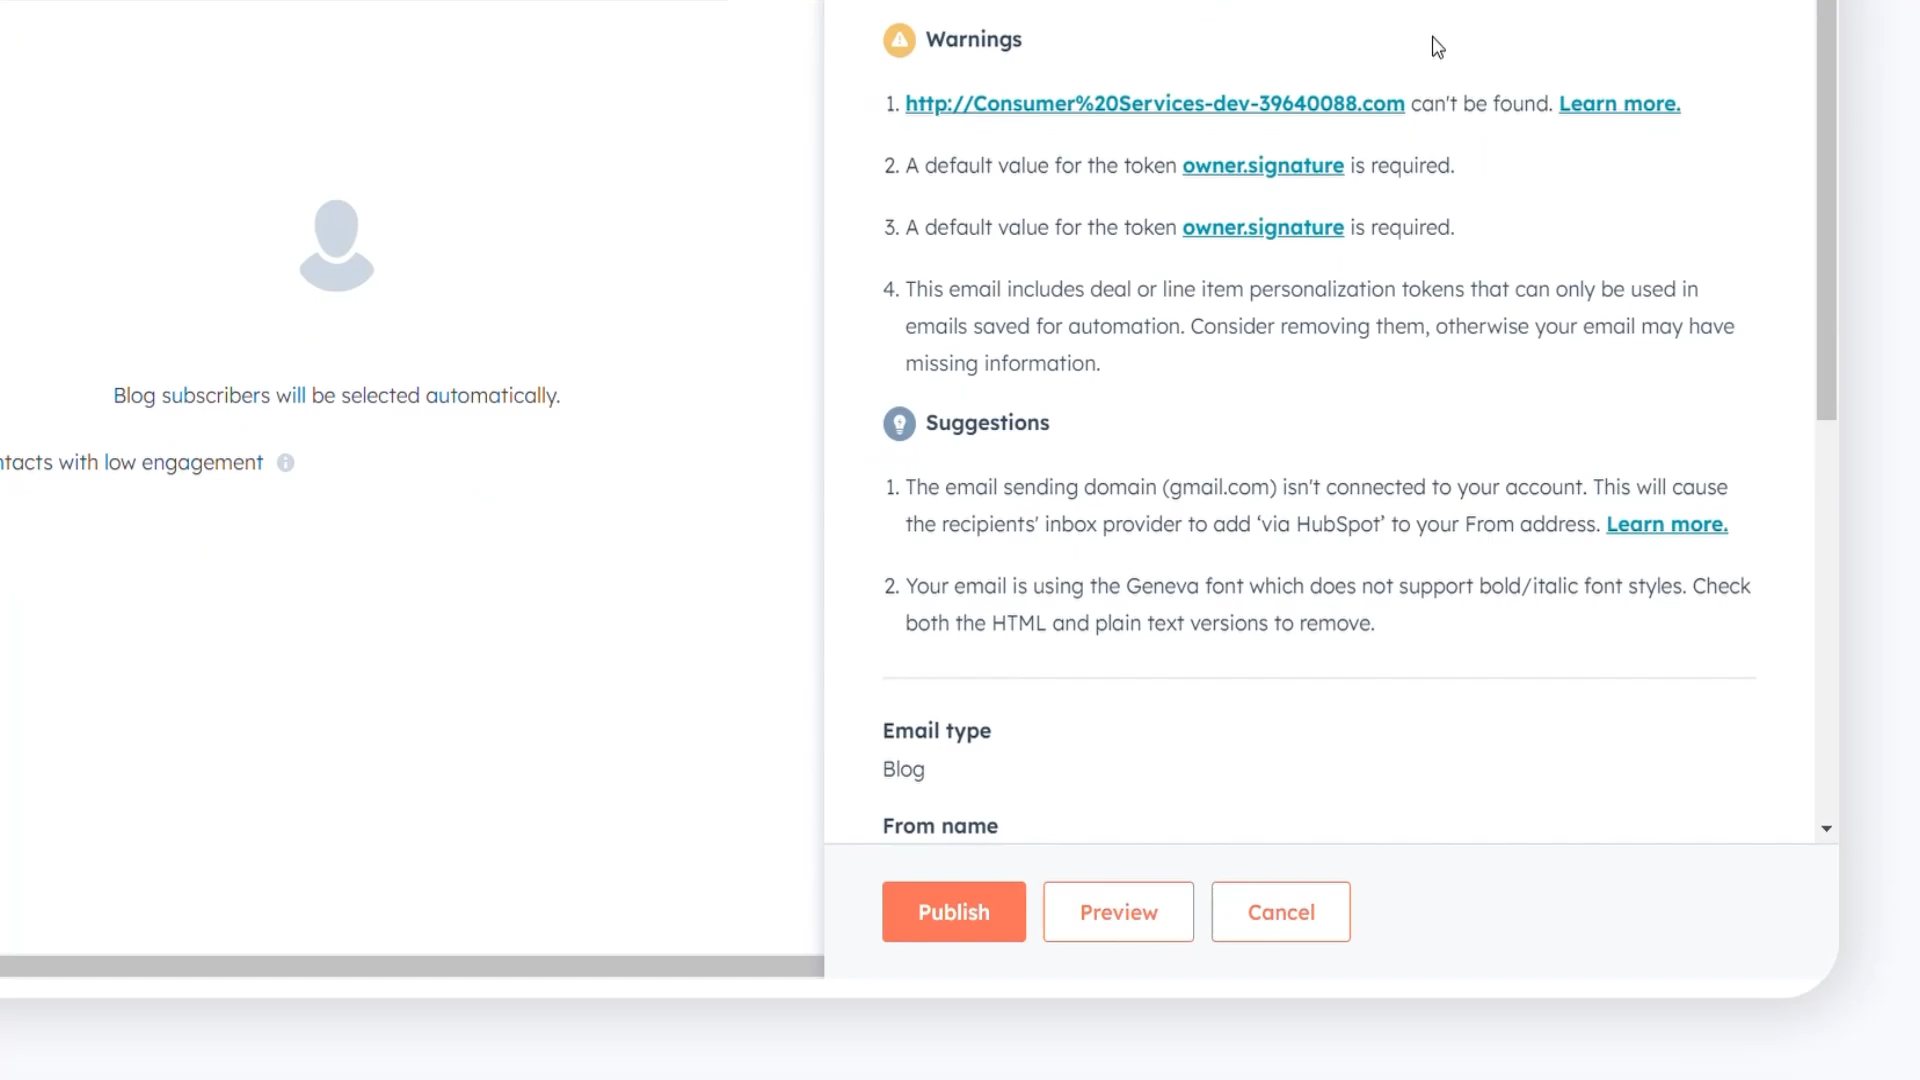 Blog subscribers will be selected automatically.
ntacts with low engagement
Warnings
1. http://Consumer%20Services-dev-39640088.com can't be found. Learn more.
2. A default value for the token owner.signature is required.
3. A default value for the token owner.signature is required.
4. This email includes deal or line item personalization tokens that can only be used in
emails saved for automation. Consider removing them, otherwise your email may have
missing information.
Suggestions
1. The email sending domain (gmail.com) isn't connected to your account. This will cause
the recipients' inbox provider to add ‘via HubSpot’ to your From address. Learn more.
2. Your email is using the Geneva font which does not support bold/italic font styles. Check
both the HTML and plain text versions to remove.
Email type
Blog
From name
Publish
Preview
Cancel